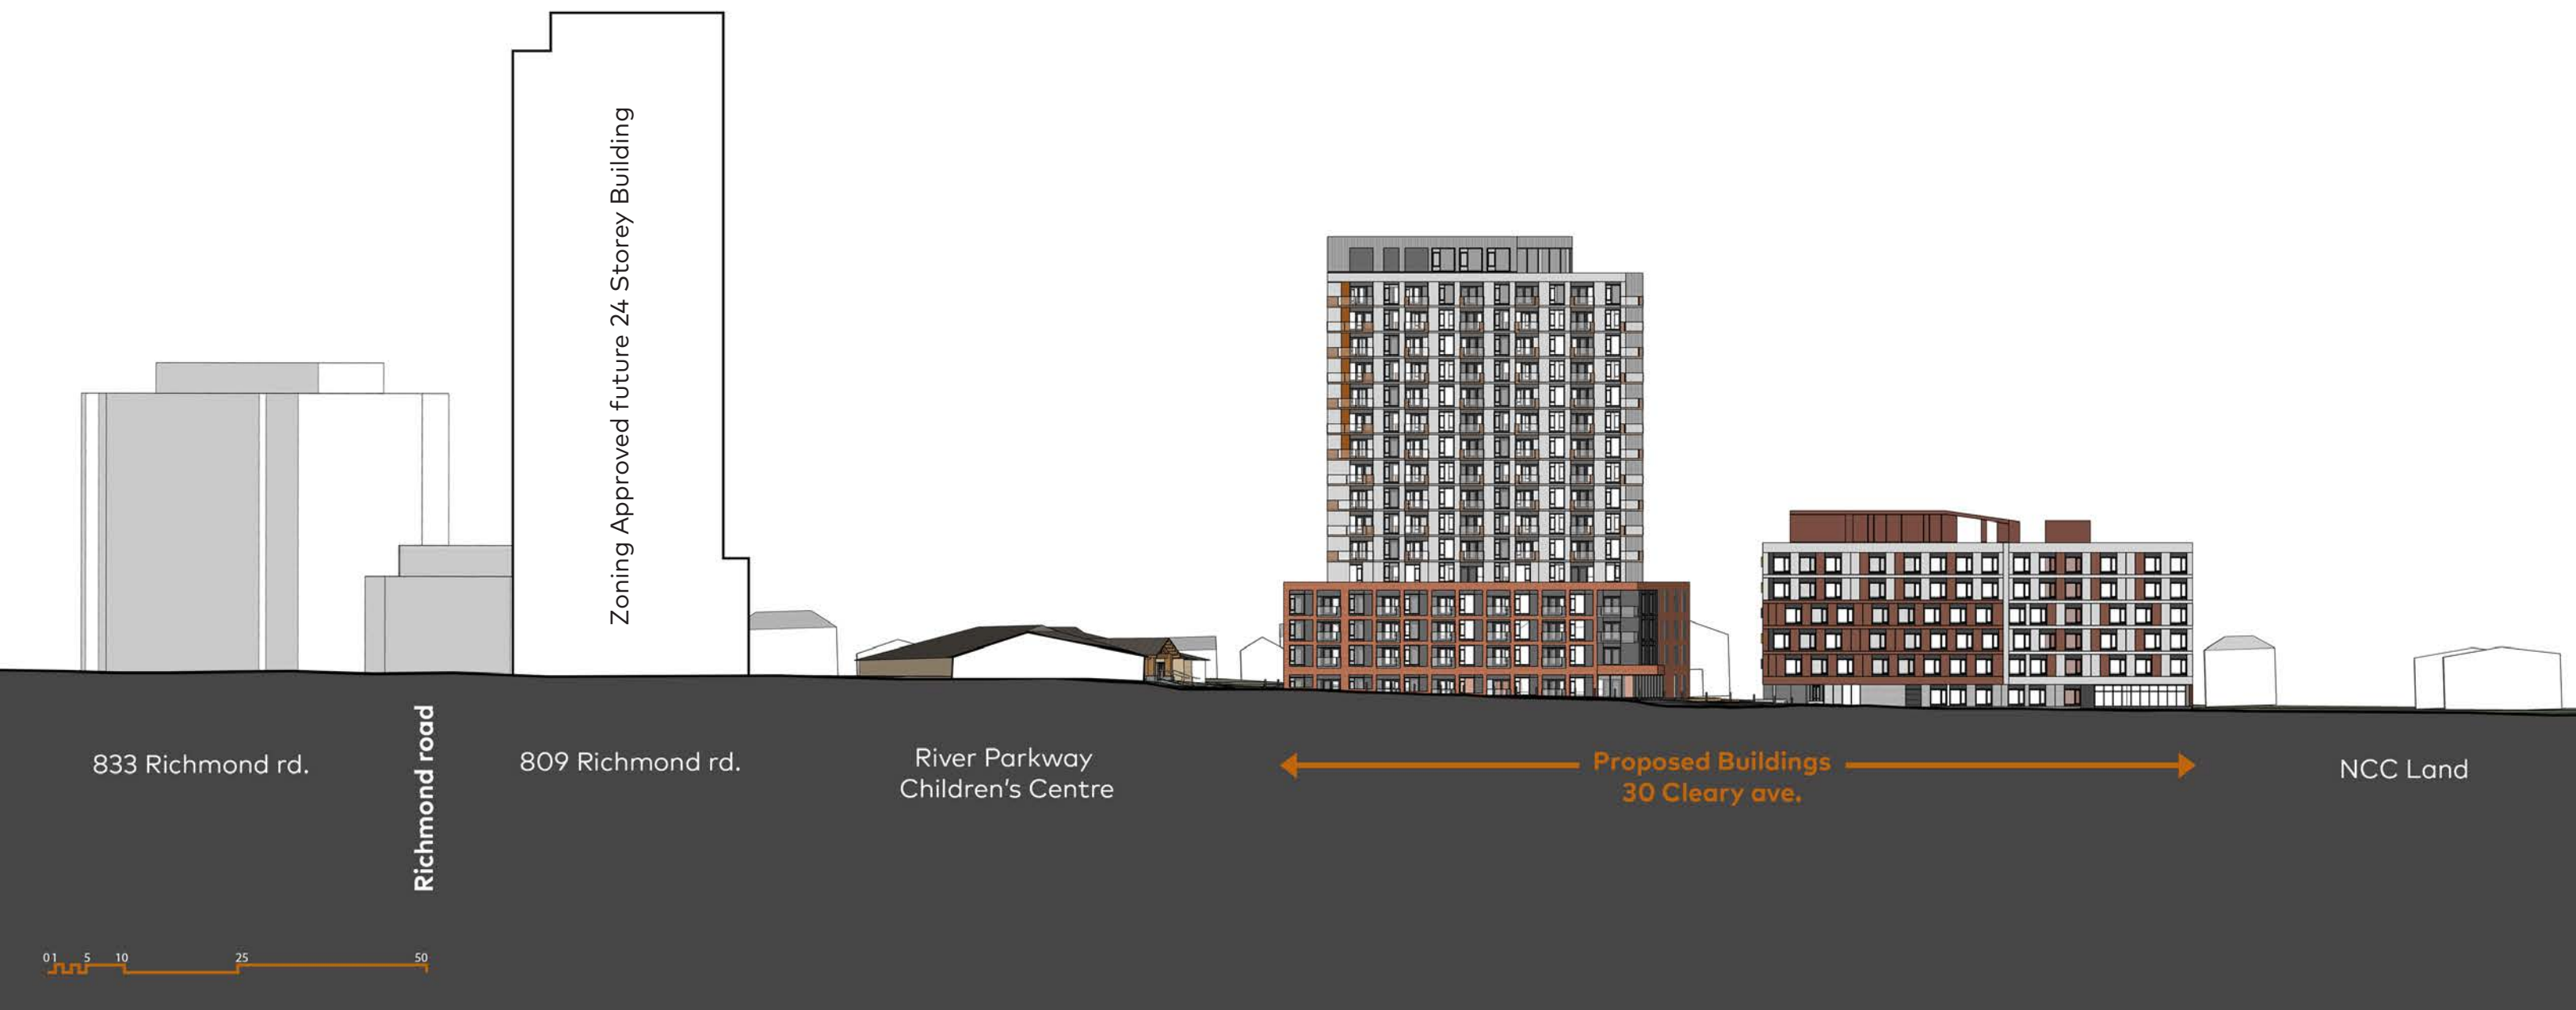 Zoning Approved future 24 Storey Building
833 Richmond rd.
Richmond road
809 Richmond rd.
River Parkway
Children's Centre
Proposed Buildings
30 Cleary ave.
NCC Land
0 1 5 10 25 50